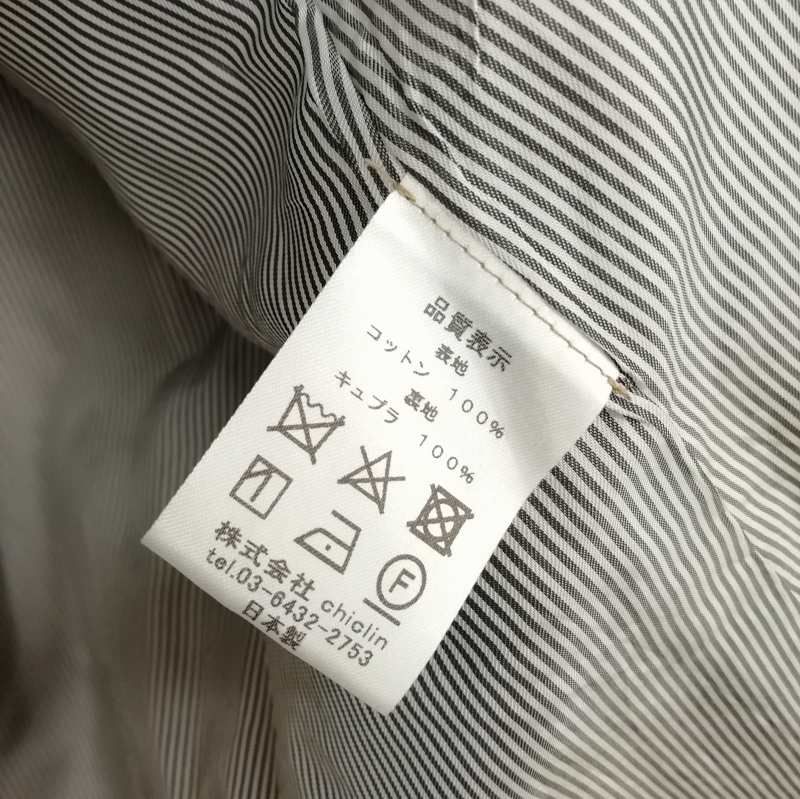 品質表示
表地
コットン 100%
裏地
キュプラ 100%
F
株式会社 chiclin
tel.03-6432-2753
日本製